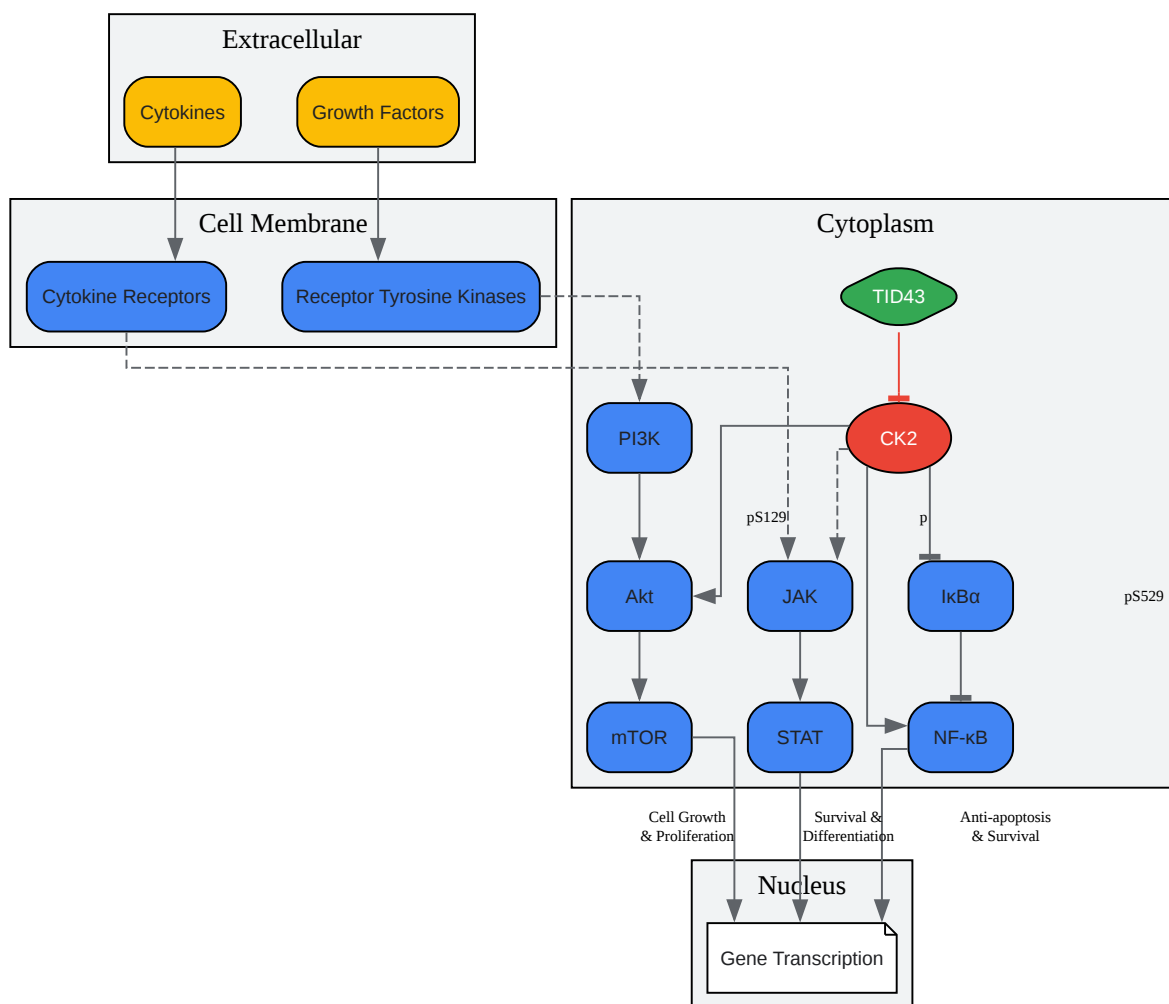 Extracellular
Cytokines
Growth Factors
Cell Membrane
Cytoplasm
Cytokine Receptors
Receptor Tyrosine Kinases
TID43
PI3K
CK2
pS129
p
Akt
JAK
IκBα
pS529
mTOR
STAT
NF-κB
Cell Growth
& Proliferation
Survival &
Differentiation
Anti-apoptosis
& Survival
Nucleus
Gene Transcription